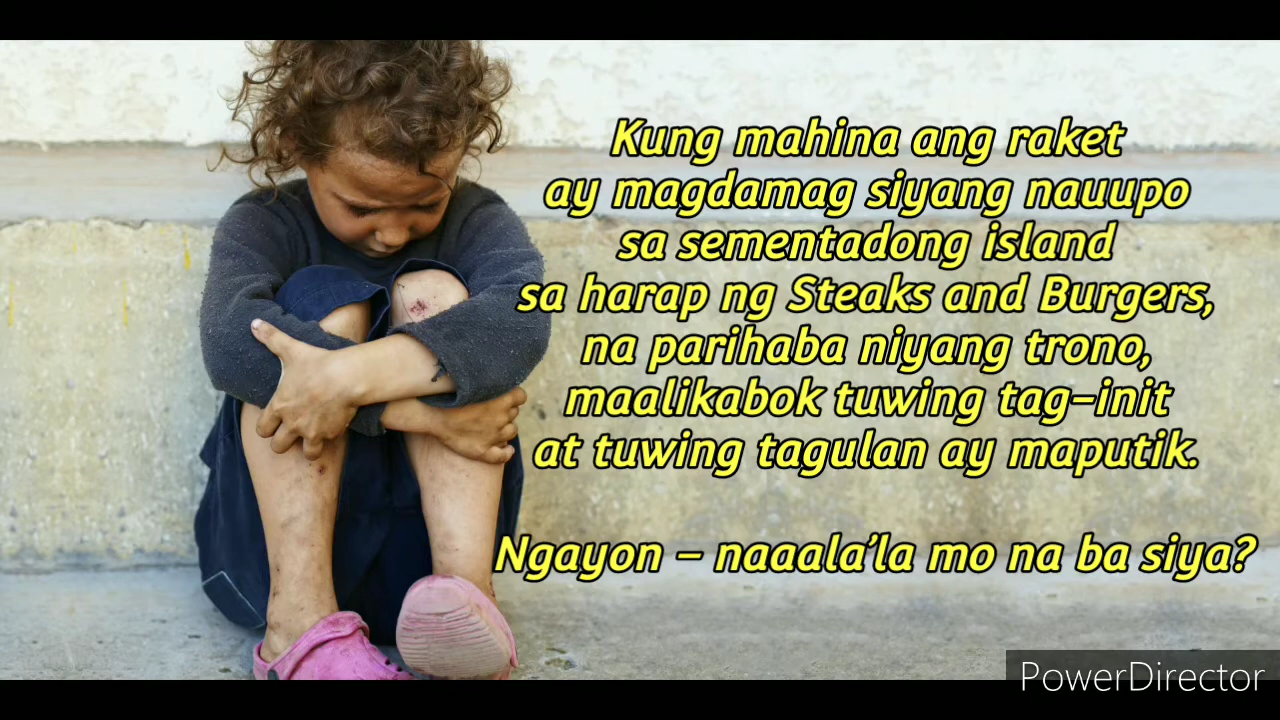 Kung mahina ang raket
ay magdamag siyang nauupo
sa sementadong island
sa harap ng Steaks and Burgers,
na parihaba niyang trono,
maalikabok tuwing tag-init
at tuwing tagulan ay maputik.
Ngayon – naaala'la mo na ba siya?
PowerDirector